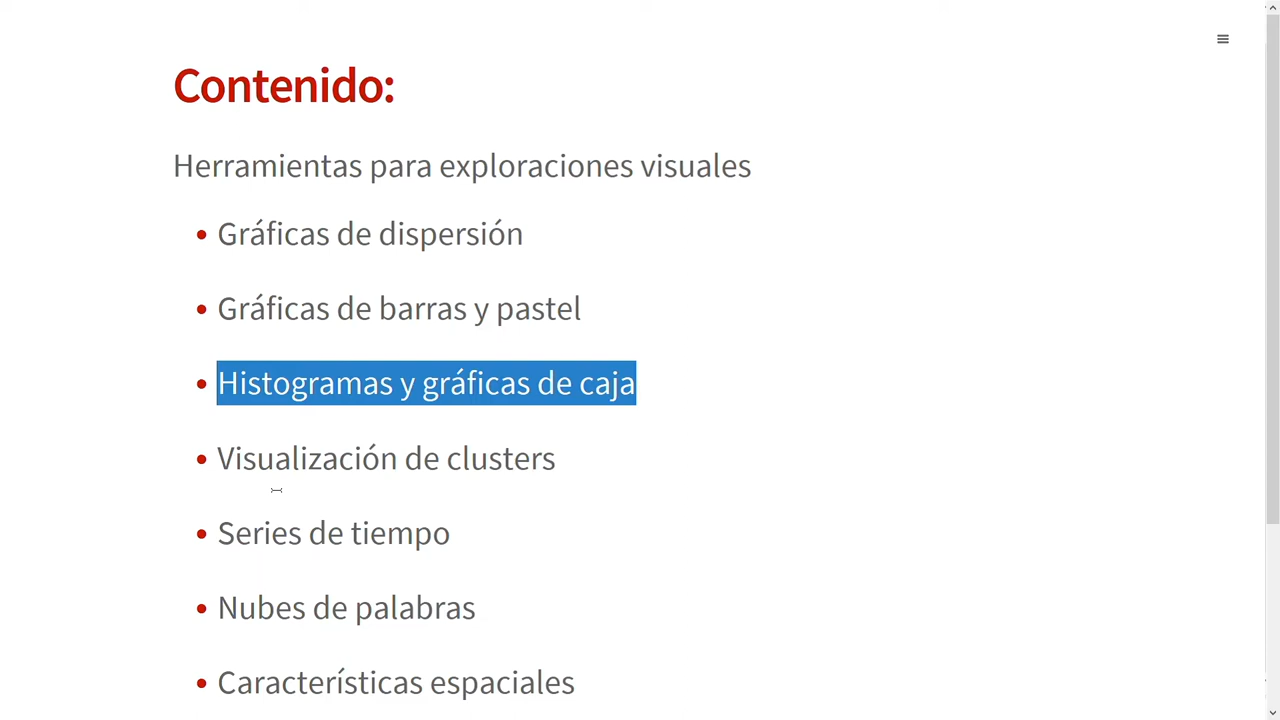 Contenido:
Herramientas para exploraciones visuales
• Gráficas de dispersión
• Gráficas de barras y pastel
• Histogramas y gráficas de caja
• Visualización de clusters
• Series de tiempo
• Nubes de palabras
• Características espaciales